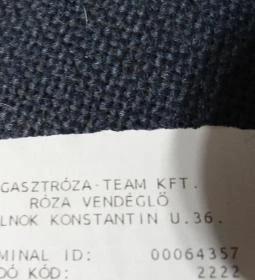 GASZTRÓZA-TEAM KFT.
RÓZA VENDÉGLŐ
LNOK KONSTANTIN U.36.
MINAL ID: 00064357
DÓ KÓD: 2222